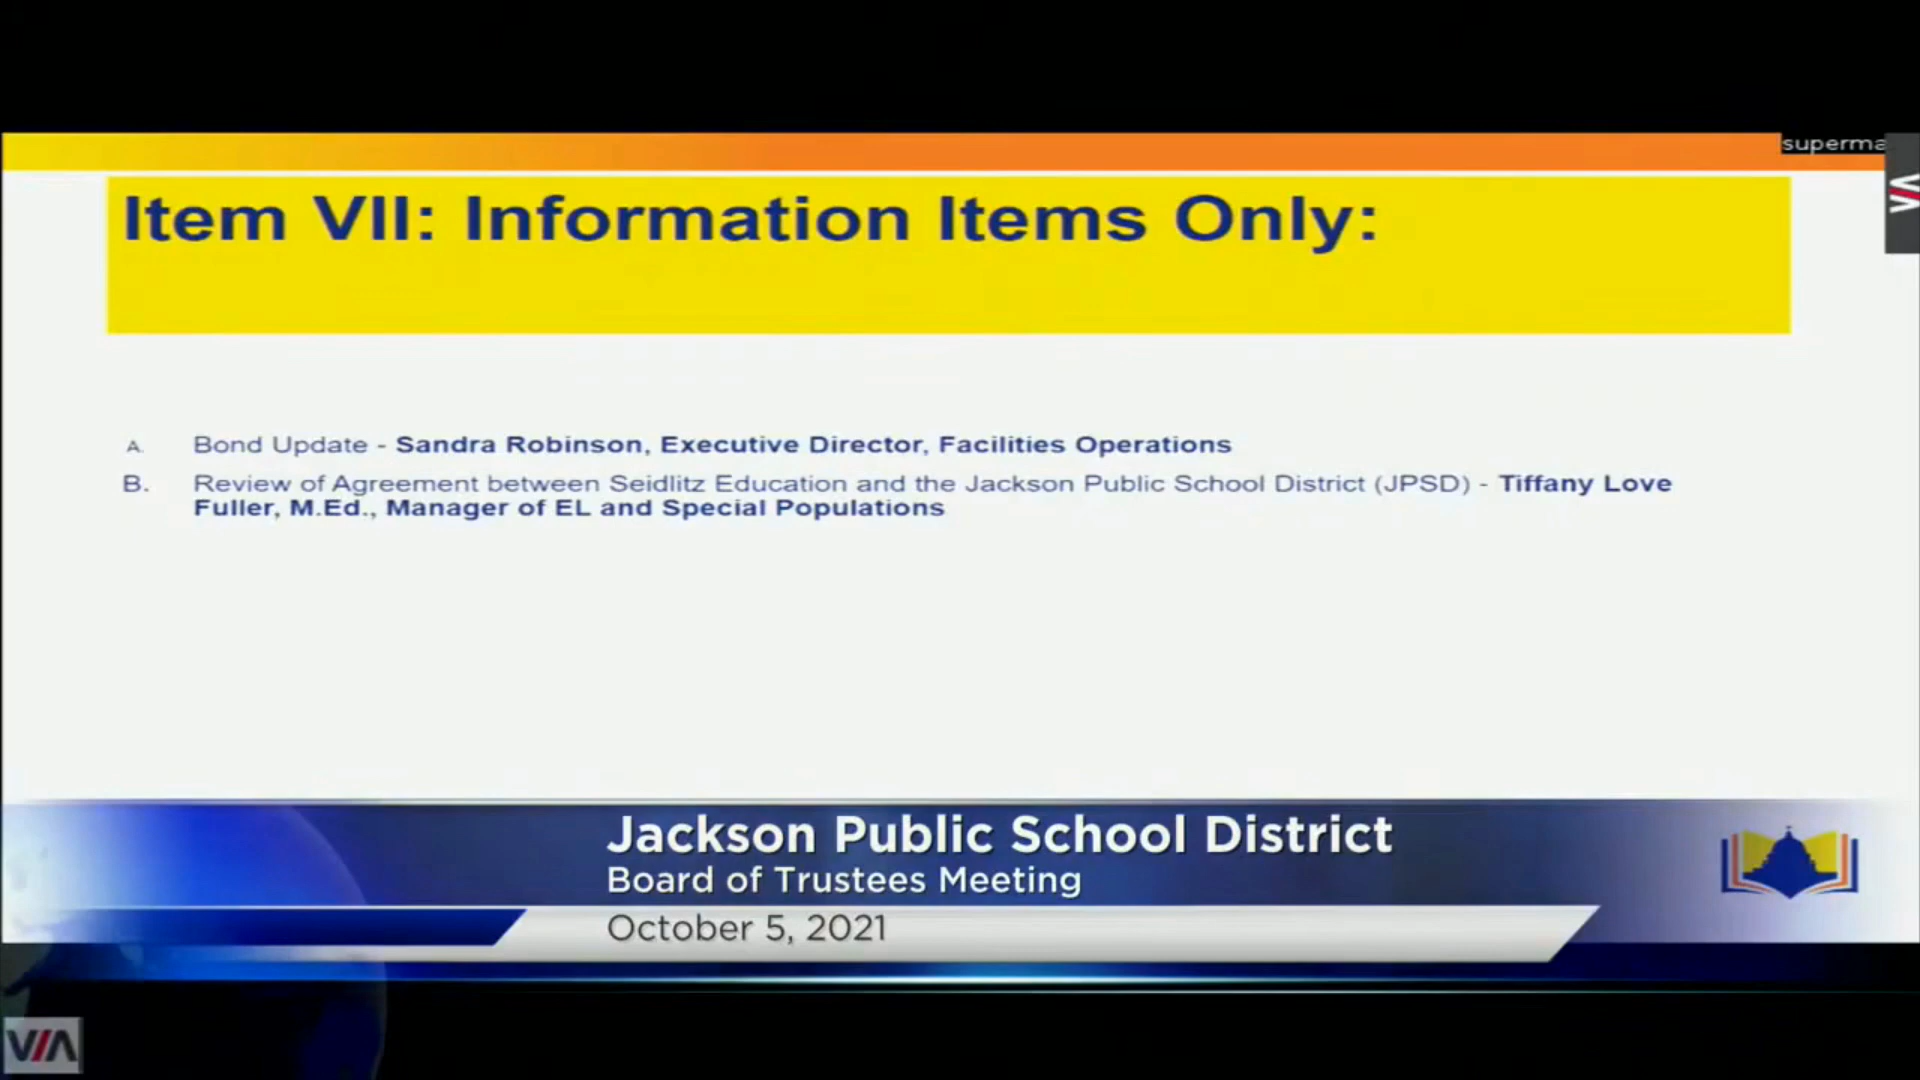 superma
Item VII: Information Items Only:
A. Bond Update - Sandra Robinson, Executive Director, Facilities Operations
B. Review of Agreement between Seidlitz Education and the Jackson Public School District (JPSD) - Tiffany Love
Fuller, M.Ed., Manager of EL and Special Populations
Jackson Public School District
Board of Trustees Meeting
October 5, 2021
VIA